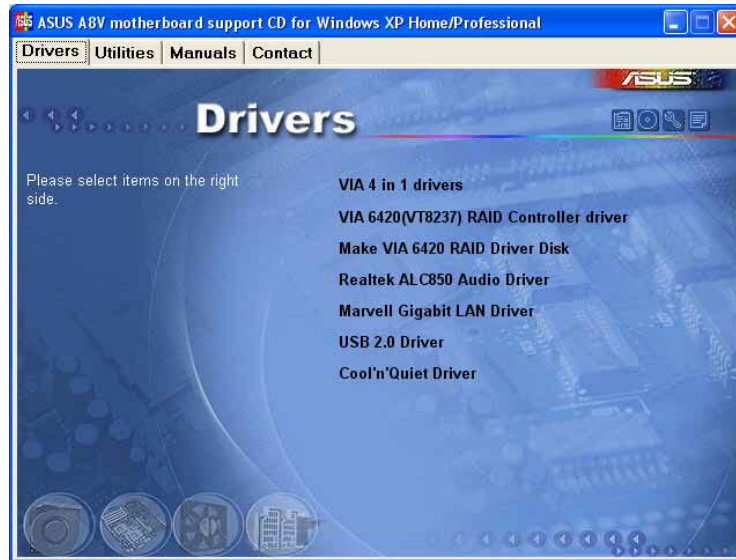 ASUS A8V motherboard support CD for Windows XP Home/Professional
Drivers Utilities Manuals Contact
ASUS
Drivers
Please select items on the right
side.
VIA 4 in 1 drivers
VIA 6420(VT8237) RAID Controller driver
Make VIA 6420 RAID Driver Disk
Realtek ALC850 Audio Driver
Marvell Gigabit LAN Driver
USB 2.0 Driver
Cool'n'Quiet Driver